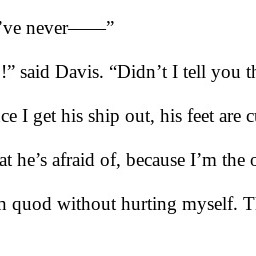 ’ve never——”
!” said Davis. “Didn’t I tell you th
ce I get his ship out, his feet are c
at he’s afraid of, because I’m the o
n quod without hurting myself. T